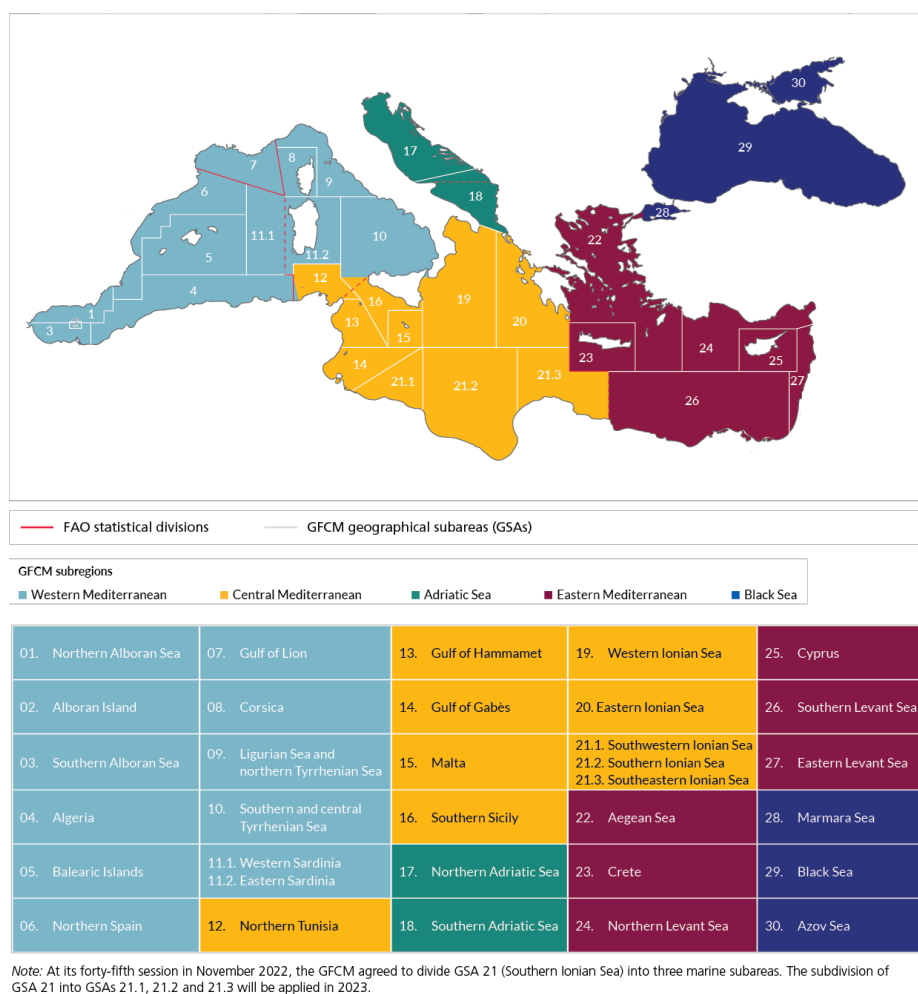 30
17
29
8
7
9
6
18
28
22
11.1
10
5
11.2
12
4
16
19
13
20
1
3
15
24
23
14
25
21.3
21.1
21.2
27
26
FAO statistical divisions
GFCM geographical subareas (GSAs)
GFCM subregions
Western Mediterranean
Central Mediterranean
Adriatic Sea
Eastern Mediterranean
Black Sea
01. Northern Alboran Sea
02. Alboran Island
03. Southern Alboran Sea
04. Algeria
05. Balearic Islands
06. Northern Spain
07. Gulf of Lion
08. Corsica
09. Ligurian Sea and
northern Tyrrhenian Sea
10. Southern and central
Tyrrhenian Sea
11.1. Western Sardinia
11.2. Eastern Sardinia
12. Northern Tunisia
13. Gulf of Hammamet
14. Gulf of Gabès
15. Malta
16. Southern Sicily
17. Northern Adriatic Sea
18. Southern Adriatic Sea
19. Western Ionian Sea
20. Eastern Ionian Sea
21.1. Southwestern Ionian Sea
21.2. Southern Ionian Sea
21.3. Southeastern Ionian Sea
22. Aegean Sea
23. Crete
24. Northern Levant Sea
25. Cyprus
26. Southern Levant Sea
27. Eastern Levant Sea
28. Marmara Sea
29. Black Sea
30. Azov Sea
Note: At its forty-fifth session in November 2022, the GFCM agreed to divide GSA 21 (Southern Ionian Sea) into three marine subareas. The subdivision of
GSA 21 into GSAs 21.1, 21.2 and 21.3 will be applied in 2023.